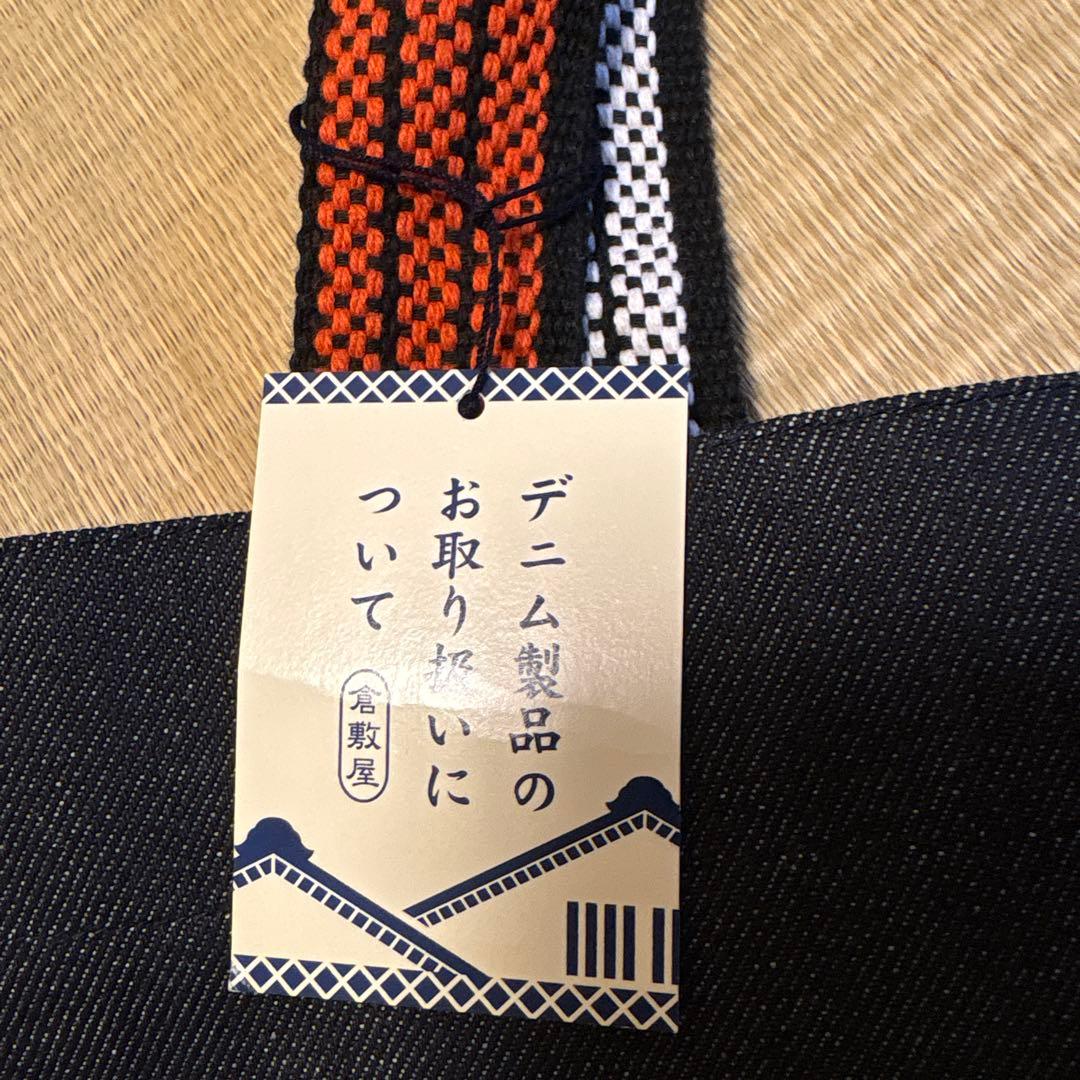 デニム製品の
お取り扱いに
ついて
倉敷屋